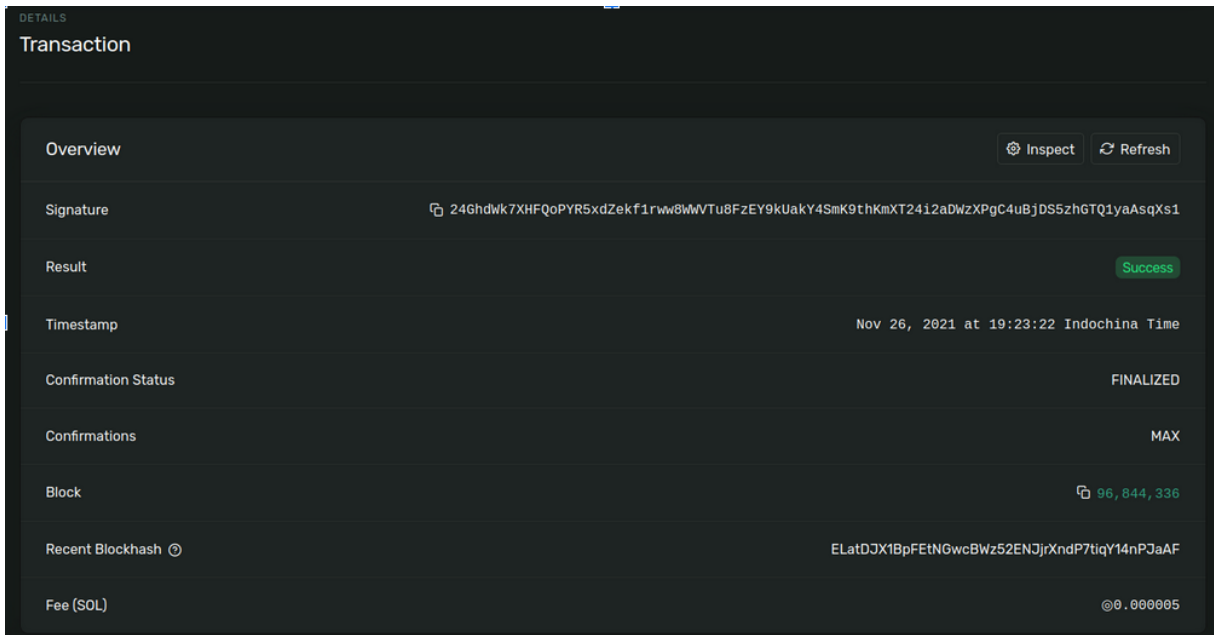 DETAILS
Transaction
Overview
Inspect
Refresh
Signature
24GhdWk7XHFQoPYR5xdZekf1rww8WWVTu8FzEY9kUakY4SmK9thKmXT24i2aDWzXPgC4uBjDS5zhGTQ1yaAsqXs1
Result
Success
Timestamp
Nov 26, 2021 at 19:23:22 Indochina Time
Confirmation Status
FINALIZED
Confirmations
MAX
Block
96,844,336
Recent Blockhash
ELatDJX1BpFEtNGwcBWz52ENJjrXndP7tiqY14nPJaAF
Fee (SOL)
◎0.000005